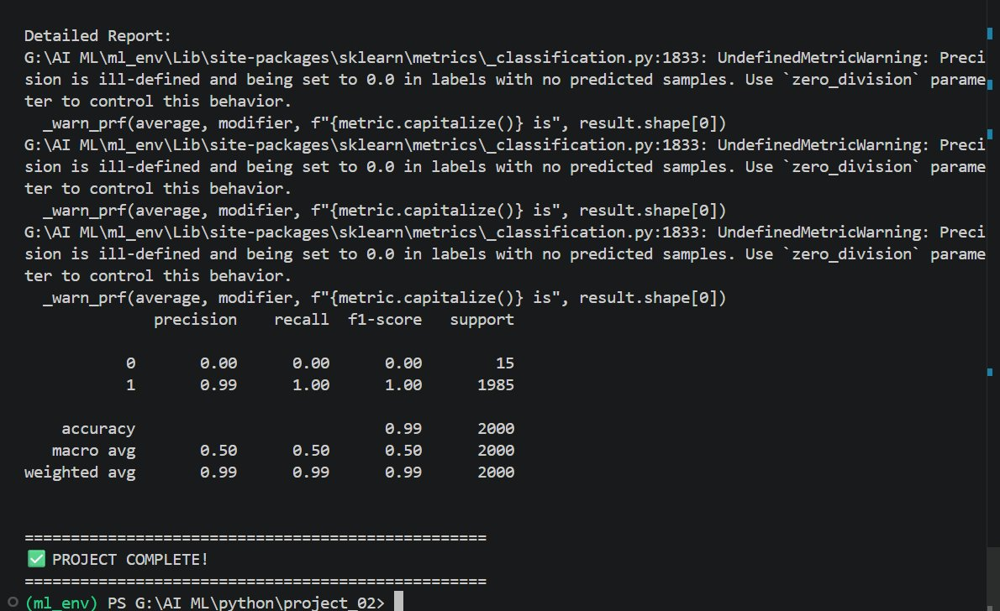 Detailed Report:
G:\AI ML\ml_env\Lib\site-packages\sklearn\metrics\_classification.py:1833: UndefinedMetricWarning: Preci
sion is ill-defined and being set to 0.0 in labels with no predicted samples. Use `zero_division` parame
ter to control this behavior.
  _warn_prf(average, modifier, f"{metric.capitalize()} is", result.shape[0])
G:\AI ML\ml_env\Lib\site-packages\sklearn\metrics\_classification.py:1833: UndefinedMetricWarning: Preci
sion is ill-defined and being set to 0.0 in labels with no predicted samples. Use `zero_division` parame
ter to control this behavior.
  _warn_prf(average, modifier, f"{metric.capitalize()} is", result.shape[0])
G:\AI ML\ml_env\Lib\site-packages\sklearn\metrics\_classification.py:1833: UndefinedMetricWarning: Preci
sion is ill-defined and being set to 0.0 in labels with no predicted samples. Use `zero_division` parame
ter to control this behavior.
  _warn_prf(average, modifier, f"{metric.capitalize()} is", result.shape[0])
              precision    recall  f1-score   support

           0       0.00      0.00      0.00        15
           1       0.99      1.00      1.00      1985

    accuracy                           0.99      2000
   macro avg       0.50      0.50      0.50      2000
weighted avg       0.99      0.99      0.99      2000

==================================================
✅ PROJECT COMPLETE!
==================================================
(ml_env) PS G:\AI ML\python\project_02>